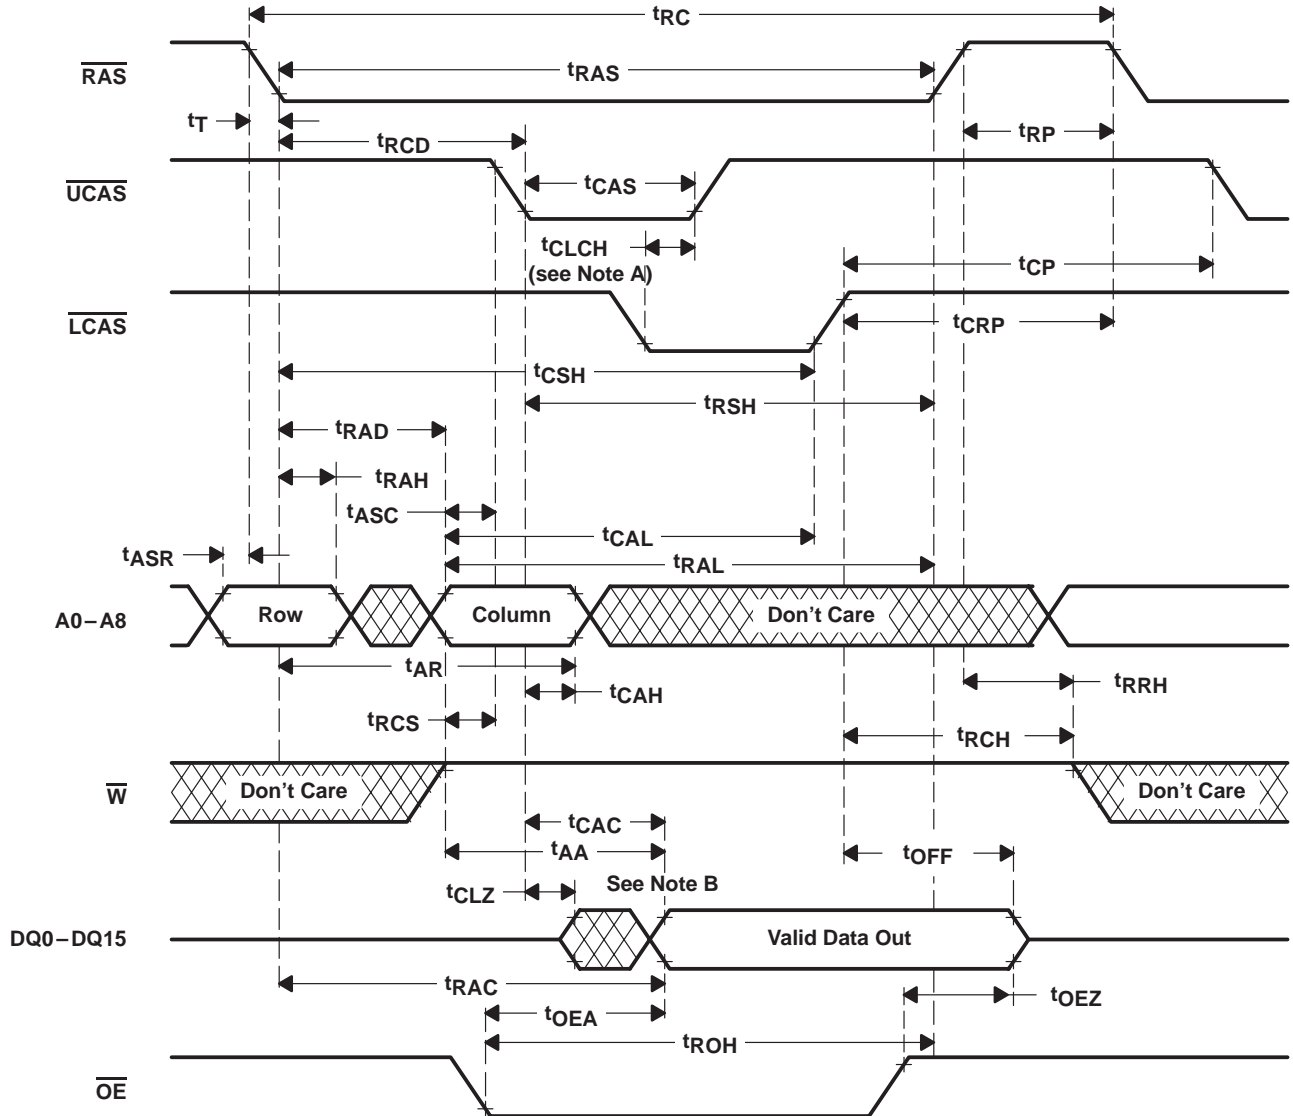 tRC
RAS
tRAS
tT
tRCD
tRP
UCAS
tCAS
tCLCH
(see Note A)
tCP
LCAS
tCRP
tCSH
tRSH
tRAD
tRAH
tASC
tCAL
tASR
tRAL
A0–A8
Row
Column
Don't Care
tAR
tCAH
tRRH
tRCS
tRCH
W
Don't Care
Don't Care
tCAC
tAA
tOFF
tCLZ
See Note B
DQ0–DQ15
Valid Data Out
tRAC
tOEZ
tOEA
tROH
OE